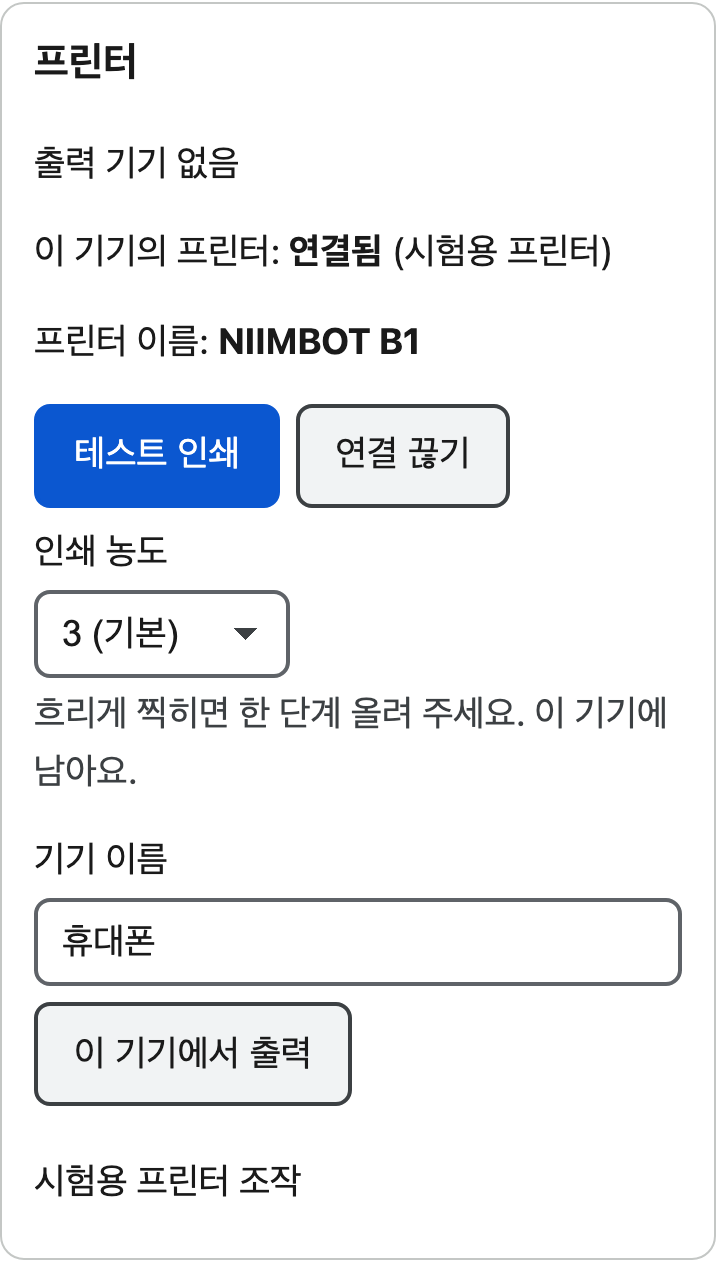 프린터
출력 기기 없음
이 기기의 프린터: 연결됨 (시험용 프린터)
프린터 이름: NIIMBOT B1
테스트 인쇄
연결 끊기
인쇄 농도
3 (기본)
흐리게 찍히면 한 단계 올려 주세요. 이 기기에
남아요.
기기 이름
휴대폰
이 기기에서 출력
시험용 프린터 조작